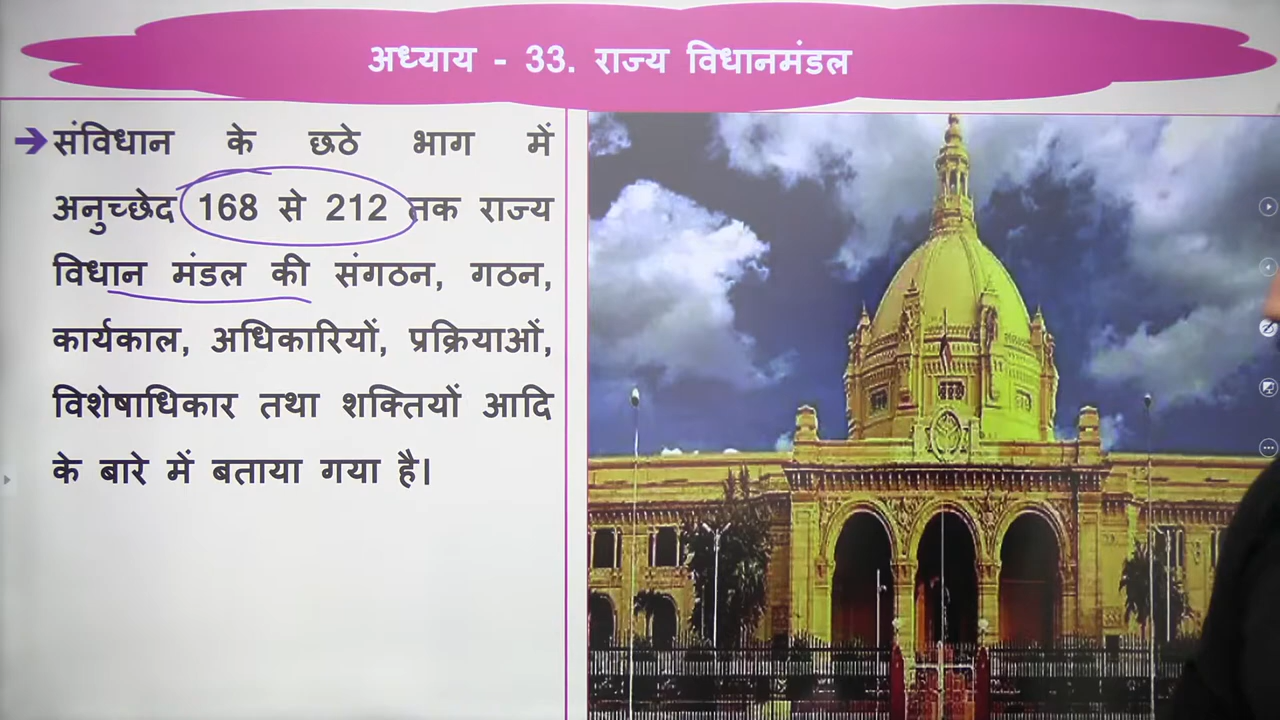 अध्याय - 33. राज्य विधानमंडल
संविधान के छठे भाग में
अनुच्छेद 168 से 212 तक राज्य
विधान मंडल की संगठन, गठन,
कार्यकाल, अधिकारियों, प्रक्रियाओं,
विशेषाधिकार तथा शक्तियों आदि
के बारे में बताया गया है।